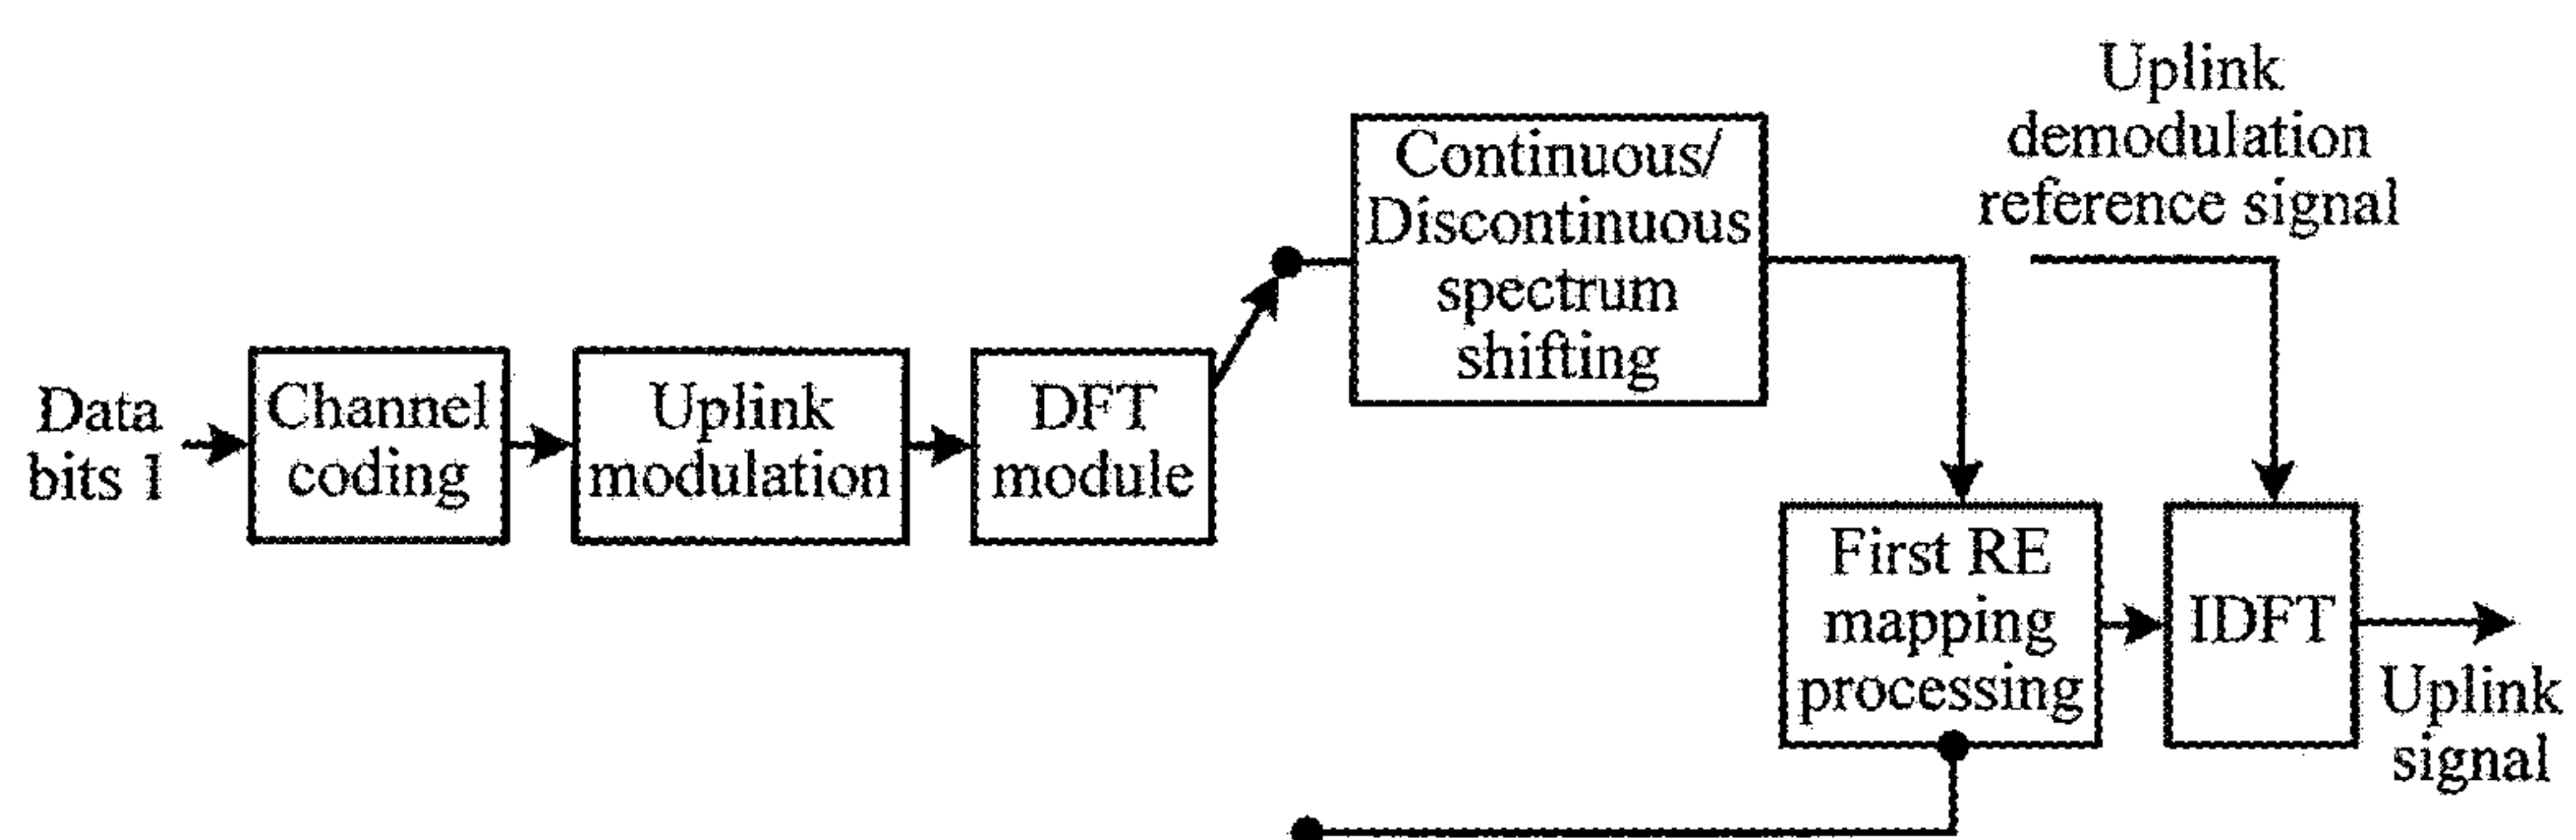 Data
bits 1
Channel
coding
Uplink
modulation
DFT
module
Continuous/
Discontinuous
spectrum
shifting
Uplink
demodulation
reference signal
First RE
mapping
processing
IDFT
Uplink
signal